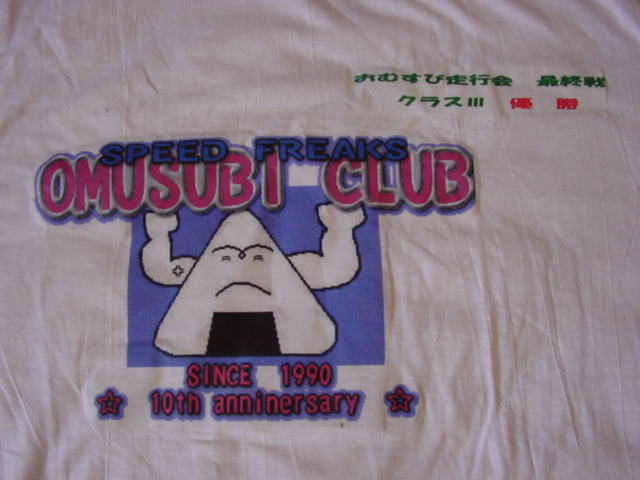 おむすび走行会 最終戦
クラスIII 優勝
SPEED FREAKS
OMUSUBI CLUB
SINCE 1990
☆ 10th anninersary ☆